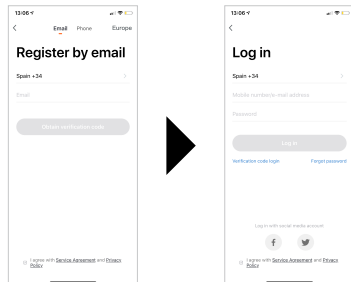 13:06
Email Phone Europe
Register by email
Spain +34
Email
Obtain verification code
I agree with Service Agreement and Privacy
Policy
13:06
Log in
Spain +34
Mobile number/e-mail address
Password
Log in
Verification code login Forgot password
Log in with social media account
I agree with Service Agreement and Privacy
Policy